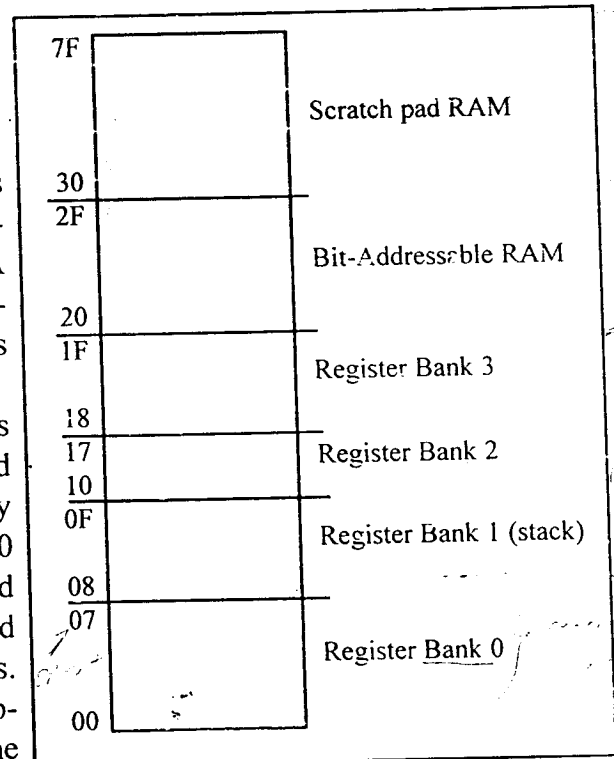 7F
Scratch pad RAM
30
2F
Bit-Addressable RAM
20
1F
Register Bank 3
18
17
Register Bank 2
10
0F
Register Bank 1 (stack)
08
07
Register Bank 0
00